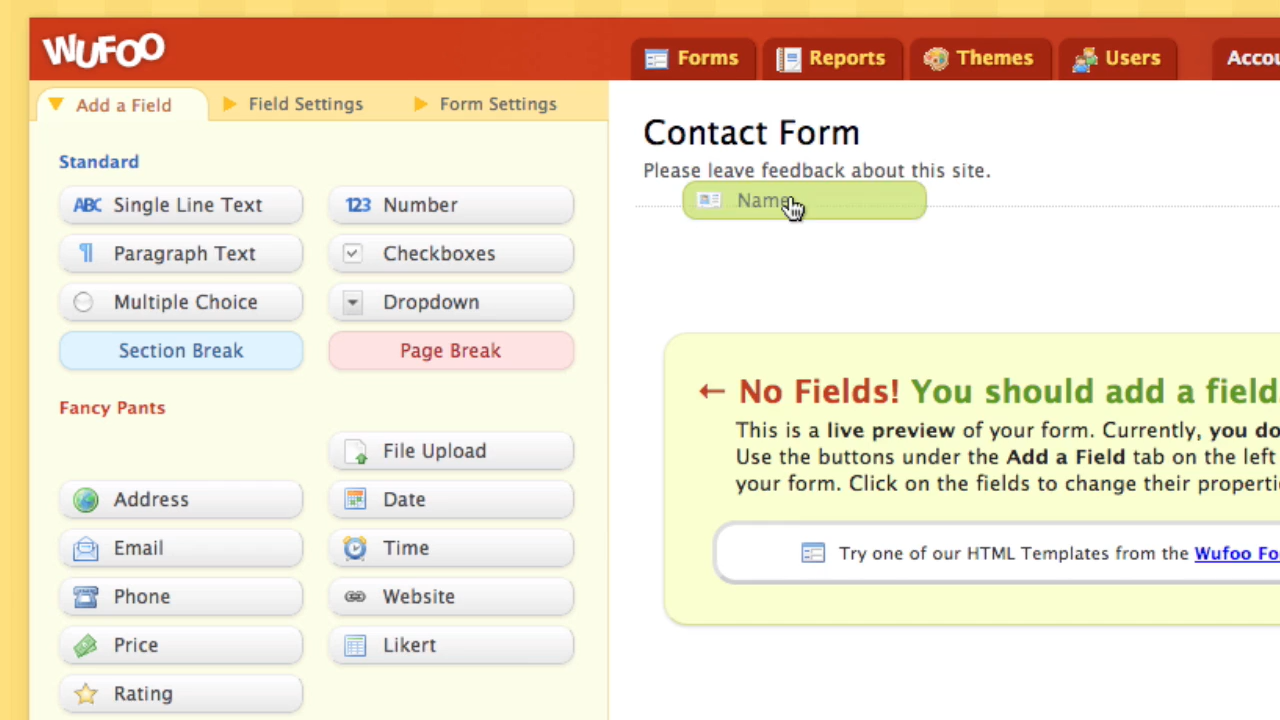 WUFOO
Forms
Reports
Themes
Users
Accou
Add a Field
Field Settings
Form Settings
Standard
ABC Single Line Text
123 Number
Paragraph Text
Checkboxes
Multiple Choice
Dropdown
Section Break
Page Break
Fancy Pants
File Upload
Address
Date
Email
Time
Phone
Website
Price
Likert
Rating
Contact Form
Please leave feedback about this site.
Name
← No Fields! You should add a field
This is a live preview of your form. Currently, you do
Use the buttons under the Add a Field tab on the left
your form. Click on the fields to change their properti
Try one of our HTML Templates from the Wufoo Fo